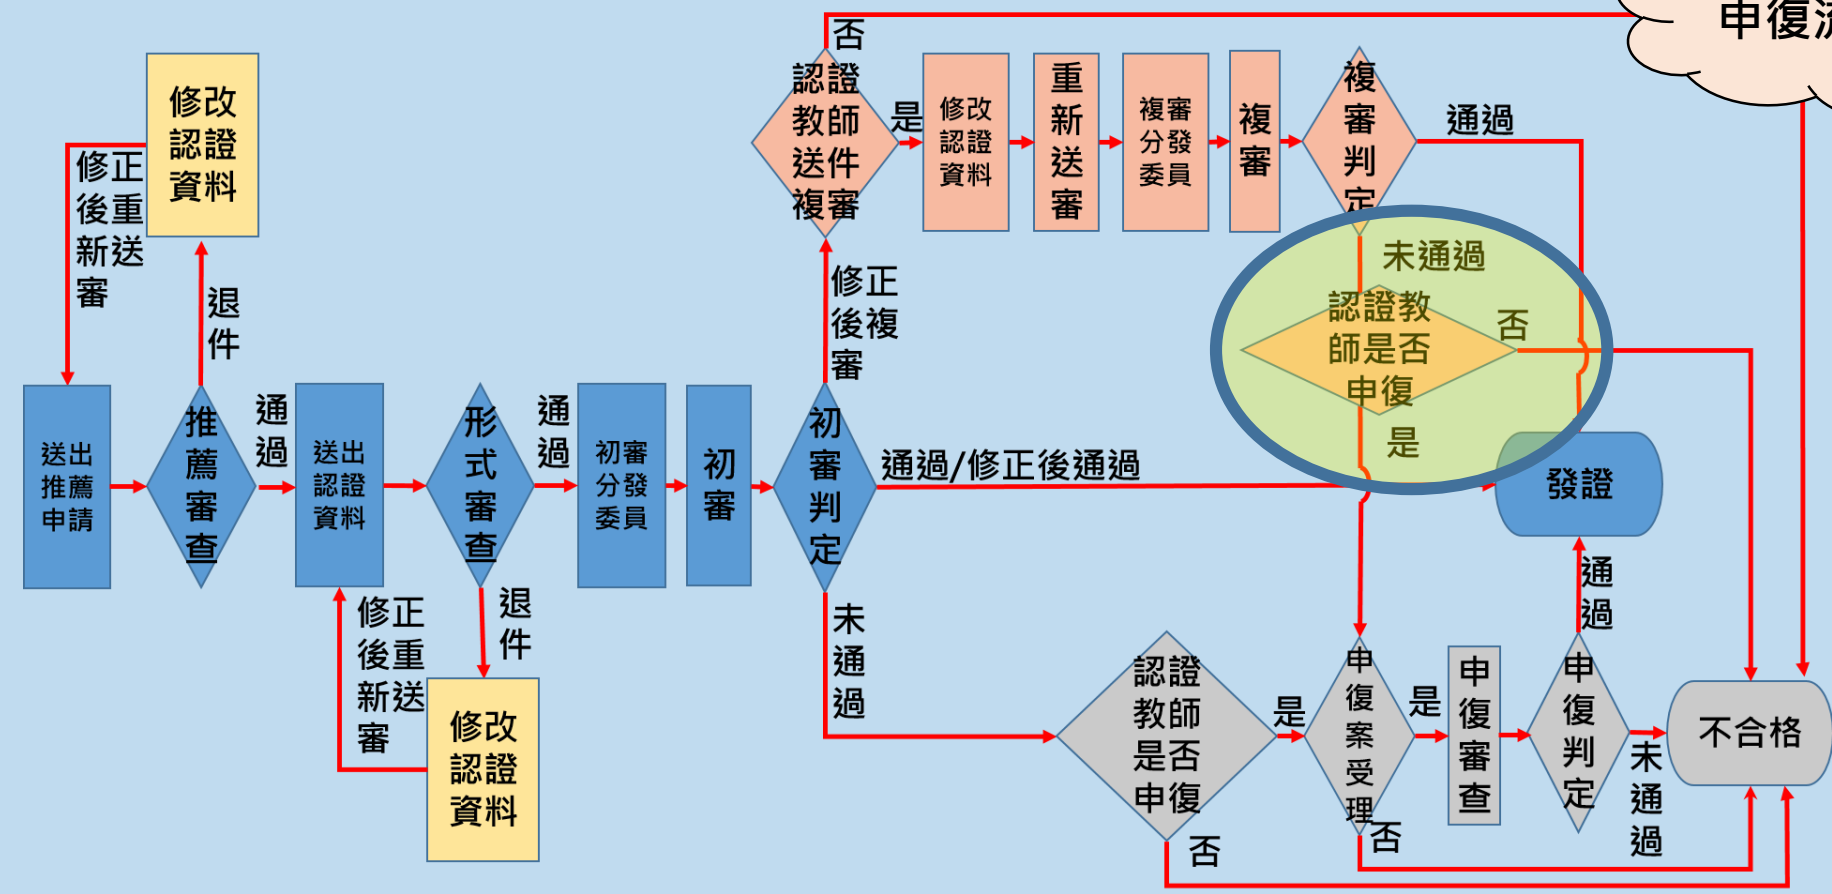 申復流
否
認證
教師
送件
複審
是
修改
認證
資料
重
新
送
審
複審
分發
委員
複
審
複
審
判
定
通過
修改
認證
資料
修正
後重
新送
審
退
件
修正
後複
審
未通過
認證教
師是否
申復
否
是
送出
推薦
申請
推
薦
審
查
通
過
送出
認證
資料
形
式
審
查
通
過
初審
分發
委員
初
審
初
審
判
定
通過/修正後通過
發證
修正
後重
新送
審
退
件
修改
認證
資料
未
通
過
認證
教師
是否
申復
是
否
申
復
案
受
理
是
否
申
復
審
查
申
復
判
定
通
過
未
通
過
不合格